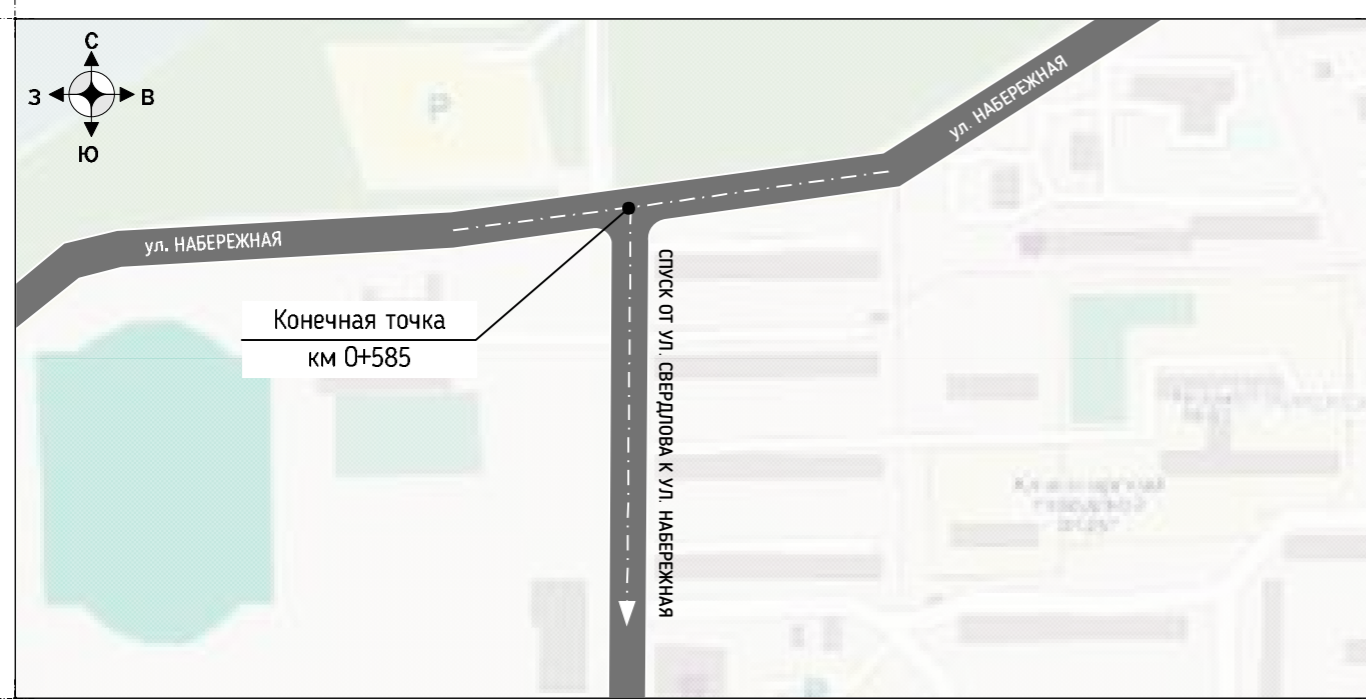 С
З В
Ю
P
ул. НАБЕРЕЖНАЯ
ул. НАБЕРЕЖНАЯ
Конечная точка
км 0+585
СПУСК ОТ УЛ. СВЕРДЛОВА К УЛ. НАБЕРЕЖНАЯ
P